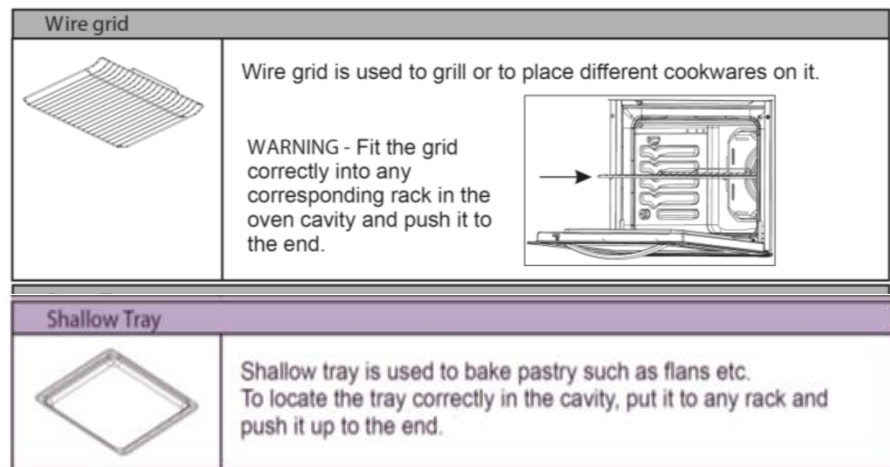 Wire grid
Wire grid is used to grill or to place different cookwares on it.
WARNING - Fit the grid
correctly into any
corresponding rack in the
oven cavity and push it to
the end.
Shallow Tray
Shallow tray is used to bake pastry such as flans etc.
To locate the tray correctly in the cavity, put it to any rack and
push it up to the end.